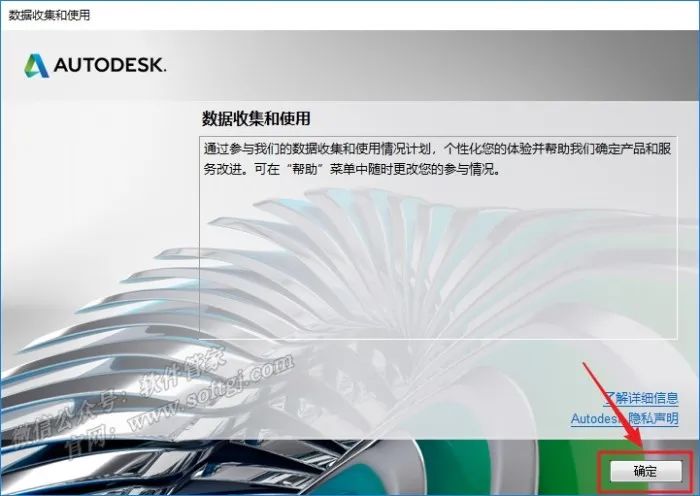 数据收集和使用
AUTODESK.
数据收集和使用
通过参与我们的数据收集和使用情况计划，个性化您的体验并帮助我们确定产品和服
务改进。可在“帮助”菜单中随时更改您的参与情况。
微信公众号：软件管家
官网：www.softgj.com
了解详细信息
Autodesk 隐私声明
确定